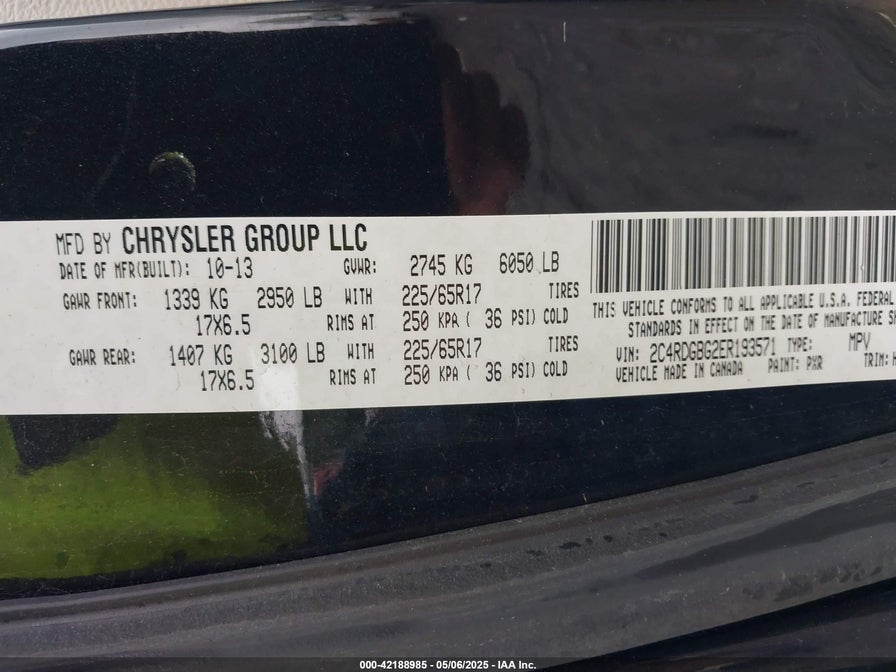 MFD BY CHRYSLER GROUP LLC
DATE OF MFR(BUILT): 10-13 GVWR: 2745 KG 6050 LB
GAWR FRONT: 1339 KG 2950 LB WITH 225/65R17 TIRES
17X6.5 RIMS AT 250 KPA ( 36 PSI) COLD
GAWR REAR: 1407 KG 3100 LB WITH 225/65R17 TIRES
17X6.5 RIMS AT 250 KPA ( 36 PSI) COLD
THIS VEHICLE CONFORMS TO ALL APPLICABLE U.S.A. FEDERAL
STANDARDS IN EFFECT ON THE DATE OF MANUFACTURE
VIN: 2C4RDGBG2ER193571 TYPE: MPV
VEHICLE MADE IN CANADA PAINT: PXR TRIM:
000-42188985 - 05/06/2025 - IAA Inc.